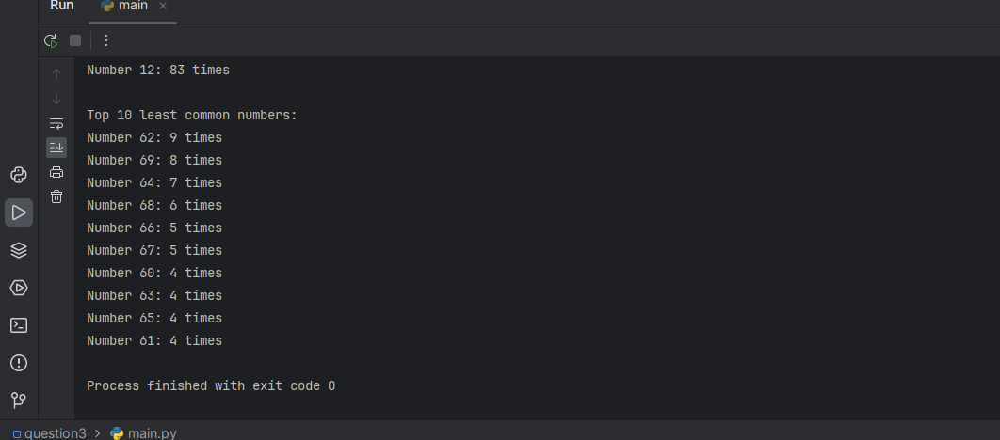 Run main
Number 12: 83 times
Top 10 least common numbers:
Number 62: 9 times
Number 69: 8 times
Number 64: 7 times
Number 68: 6 times
Number 66: 5 times
Number 67: 5 times
Number 60: 4 times
Number 63: 4 times
Number 65: 4 times
Number 61: 4 times
Process finished with exit code 0
question3 > main.py